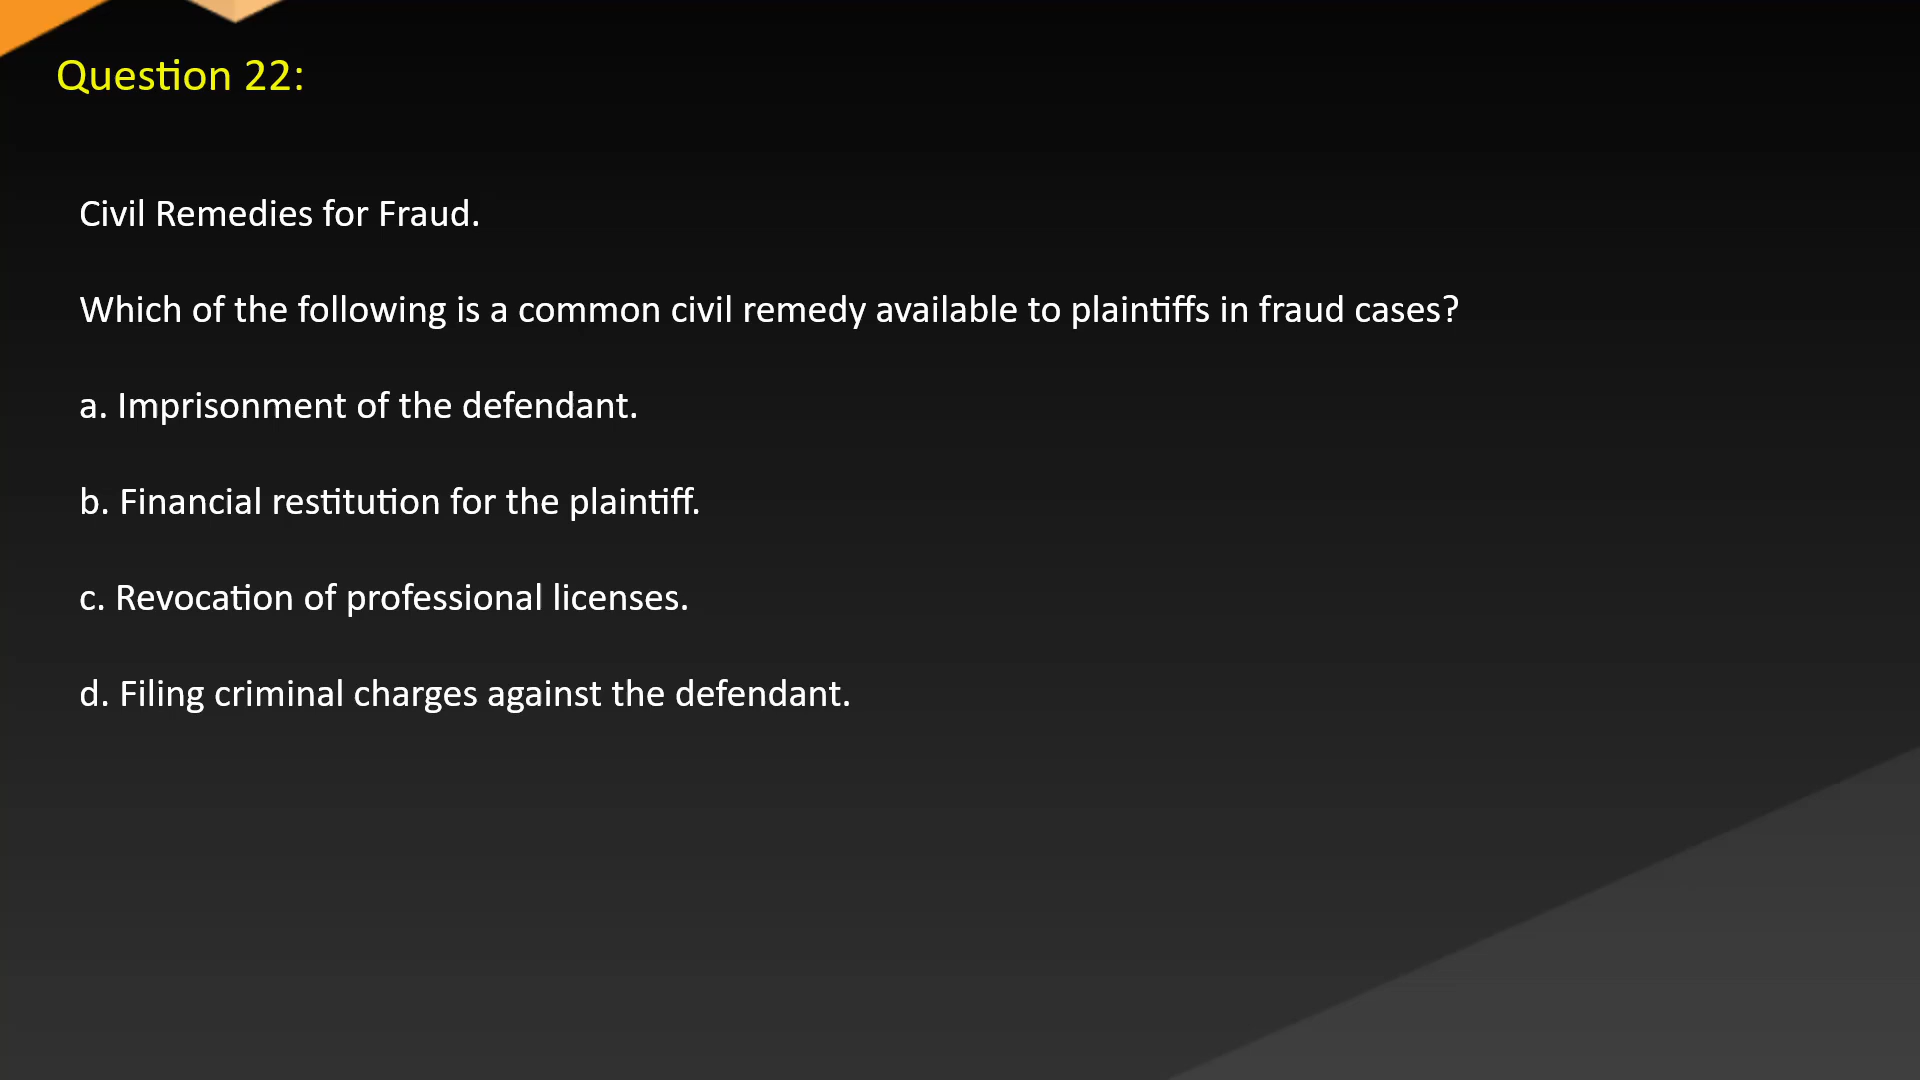 Question 22:
Civil Remedies for Fraud.
Which of the following is a common civil remedy available to plaintiffs in fraud cases?
a. Imprisonment of the defendant.
b. Financial restitution for the plaintiff.
c. Revocation of professional licenses.
d. Filing criminal charges against the defendant.